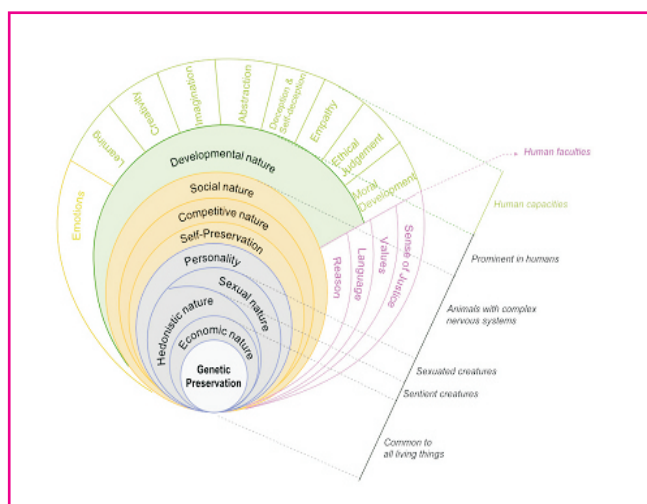 Emotions
Learning
Creativity
Imagination
Abstraction
Deception &
Self-deception
Empathy
Ethical
Judgement
Moral
Development
Developmental nature
Social nature
Competitive nature
Self-Preservation
Personality
Sexual nature
Hedonistic nature
Economic nature
Genetic
Preservation
Reason
Language
Values
Sense of Justice
Human faculties
Human capacities
Prominent in humans
Animals with complex
nervous systems
Sexuated creatures
Sentient creatures
Common to
all living things